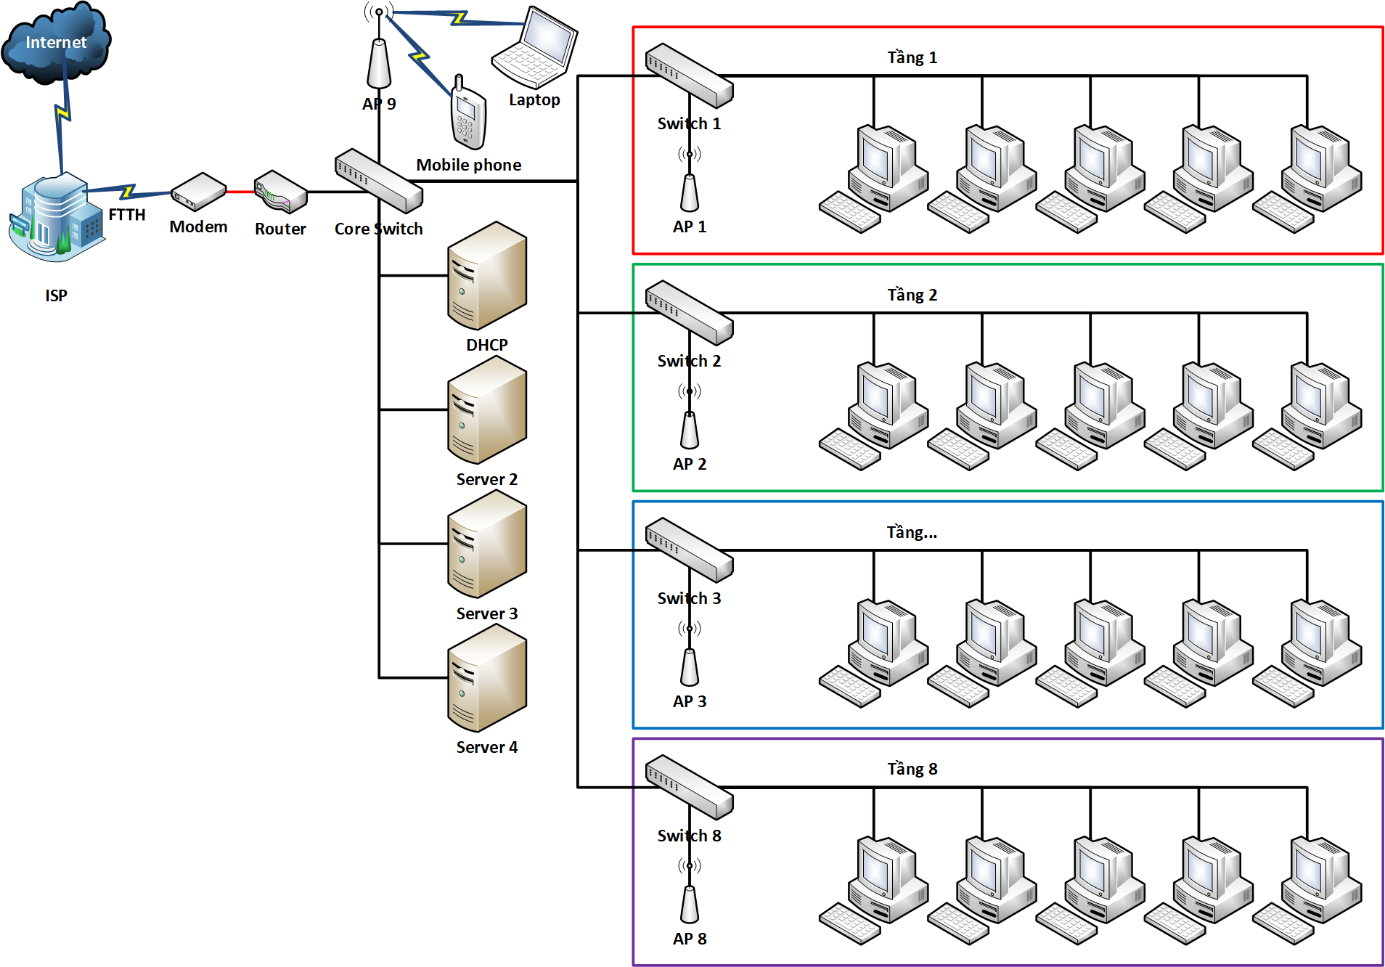 Internet
AP 9
Laptop
Mobile phone
FTTH
Modem
Router
Core Switch
ISP
DHCP
Server 2
Server 3
Server 4
Tầng 1
Switch 1
AP 1
Tầng 2
Switch 2
AP 2
Tầng...
Switch 3
AP 3
Tầng 8
Switch 8
AP 8